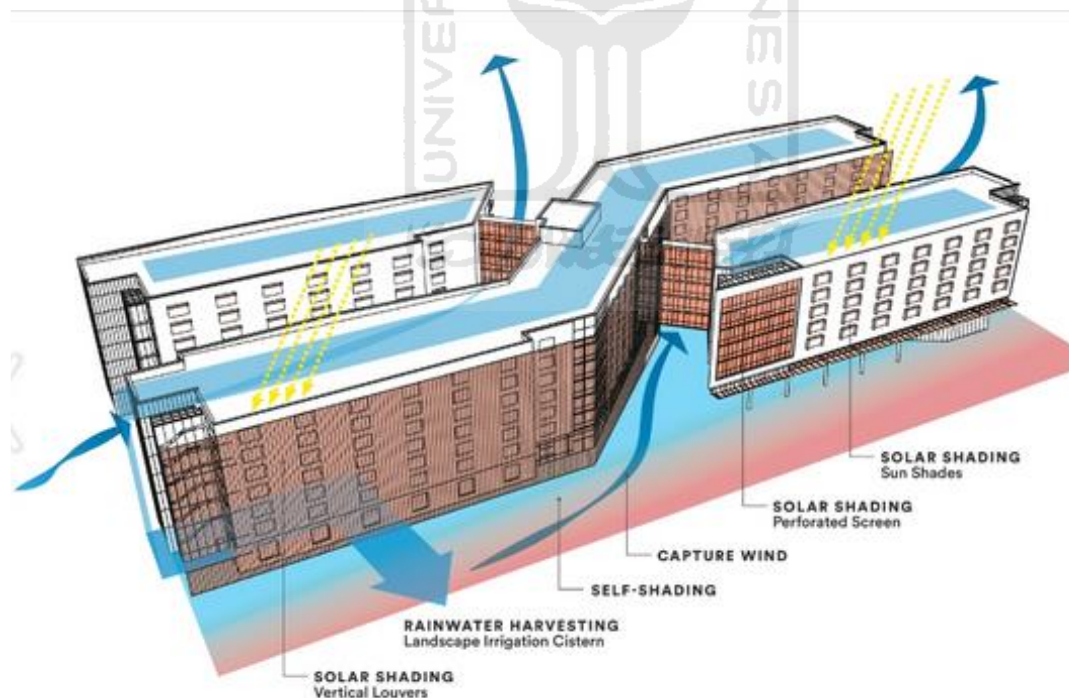 SOLAR SHADING
Sun Shades
SOLAR SHADING
Perforated Screen
CAPTURE WIND
SELF-SHADING
RAINWATER HARVESTING
Landscape Irrigation Cistern
SOLAR SHADING
Vertical Louvers